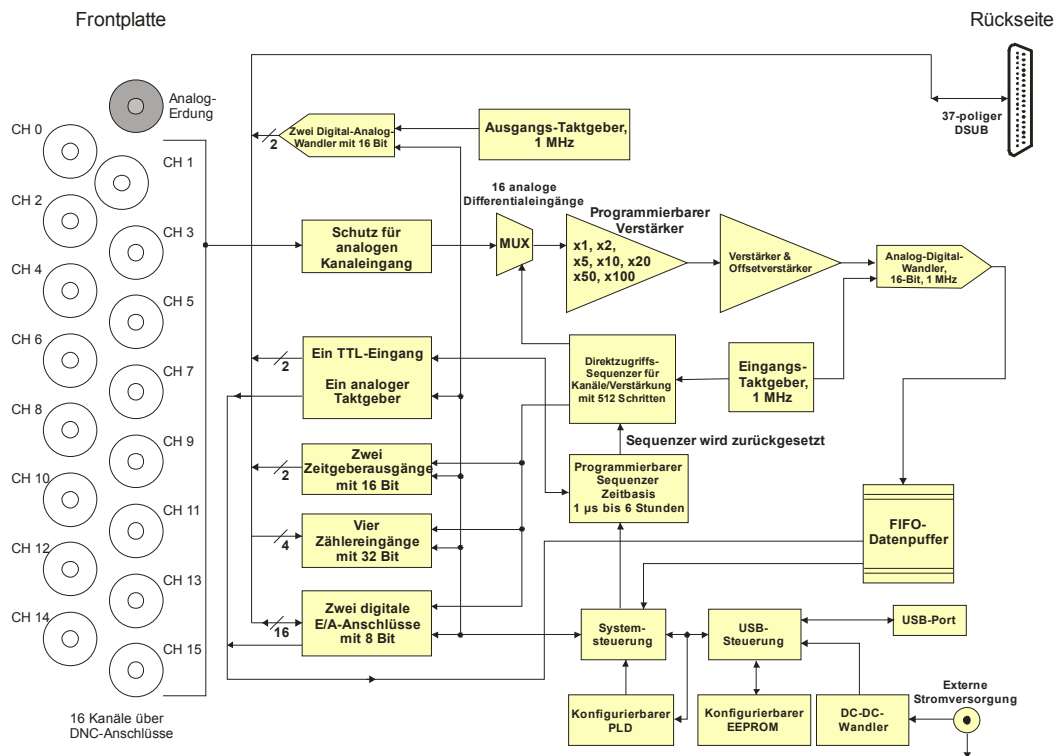 Frontplatte
Rückseite
Analog-
Erdung
CH 0
CH 1
CH 2
CH 3
CH 4
CH 5
CH 6
CH 7
CH 8
CH 9
CH 10
CH 11
CH 12
CH 13
CH 14
CH 15
16 Kanäle über
DNC-Anschlüsse
37-poliger
DSUB
2
Zwei Digital-Analog-
Wandler mit 16 Bit
Ausgangs-Taktgeber,
1 MHz
16 analoge
Differentialeingänge
Schutz für
analogen
Kanaleingang
MUX
Programmierbarer
Verstärker
x1, x2,
x5, x10, x20
x50, x100
Verstärker &
Offsetverstärker
Analog-Digital-
Wandler,
16-Bit, 1 MHz
2
Ein TTL-Eingang
Ein analoger
Taktgeber
Direktzugriffs-
Sequenzer für
Kanäle/Verstärkung
mit 512 Schritten
Eingangs-
Taktgeber,
1 MHz
Sequenzer wird zurückgesetzt
2
Zwei
Zeitgeberausgänge
mit 16 Bit
Programmierbarer
Sequenzer
Zeitbasis
1 µs bis 6 Stunden
4
Vier
Zählereingänge
mit 32 Bit
FIFO-
Datenpuffer
16
Zwei digitale
E/A-Anschlüsse
mit 8 Bit
System-
steuerung
USB-
Steuerung
USB-Port
Konfigurierbarer
PLD
Konfigurierbarer
EEPROM
DC-DC-
Wandler
Externe
Stromversorgung